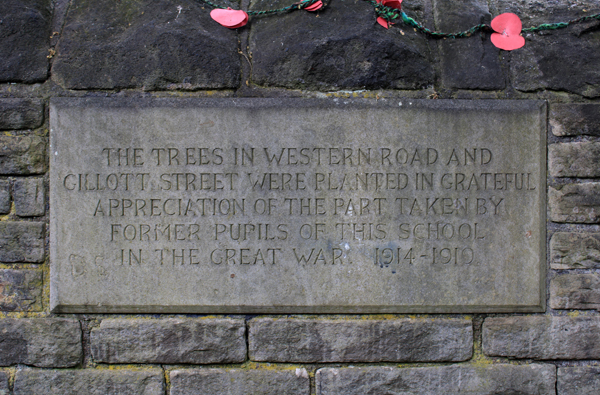 THE TREES IN WESTERN ROAD AND
GILLOTT STREET WERE PLANTED IN GRATEFUL
APPRECIATION OF THE PART TAKEN BY
FORMER PUPILS OF THIS SCHOOL
IN THE GREAT WAR. 1914-1919.